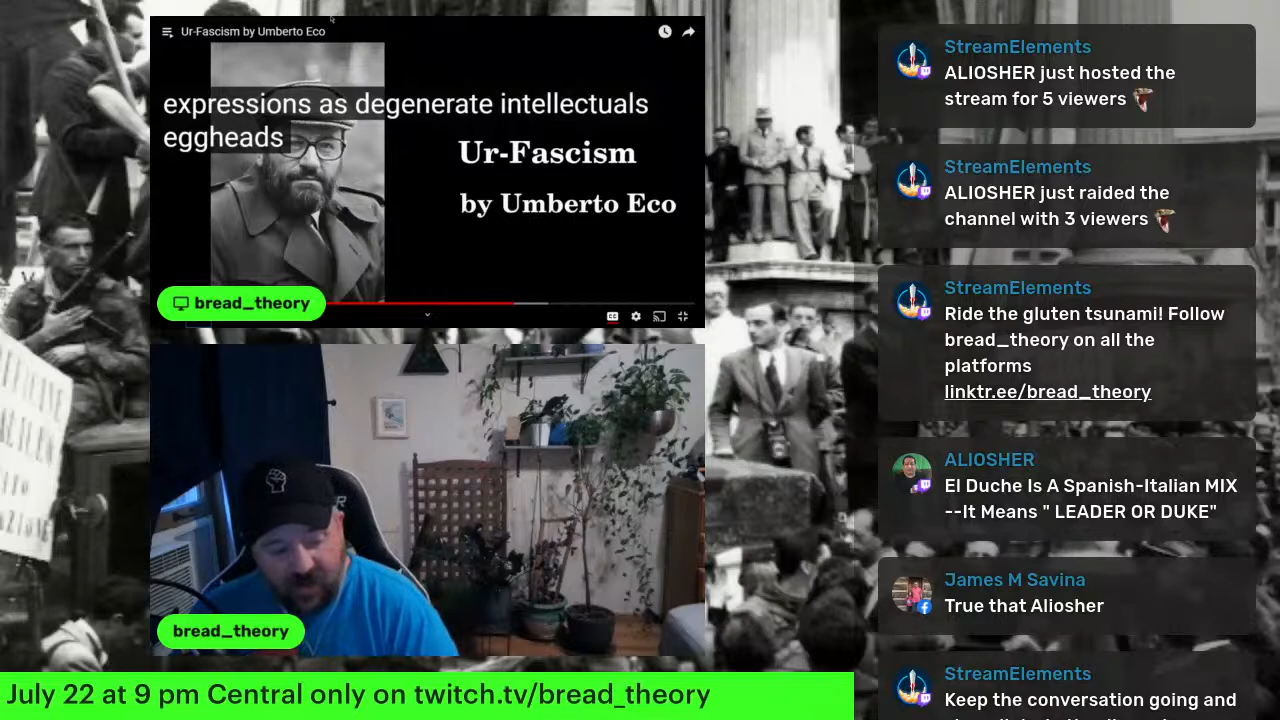 Ur-Fascism by Umberto Eco
expressions as degenerate intellectuals
eggheads
Ur-Fascism
by Umberto Eco
bread_theory
bread_theory
July 22 at 9 pm Central only on twitch.tv/bread_theory
StreamElements
ALIOSHER just hosted the
stream for 5 viewers
StreamElements
ALIOSHER just raided the
channel with 3 viewers
StreamElements
Ride the gluten tsunami! Follow
bread_theory on all the
platforms
linktr.ee/bread_theory
ALIOSHER
El Duche Is A Spanish-Italian MIX
--It Means " LEADER OR DUKE"
James M Savina
True that Aliosher
StreamElements
Keep the conversation going and